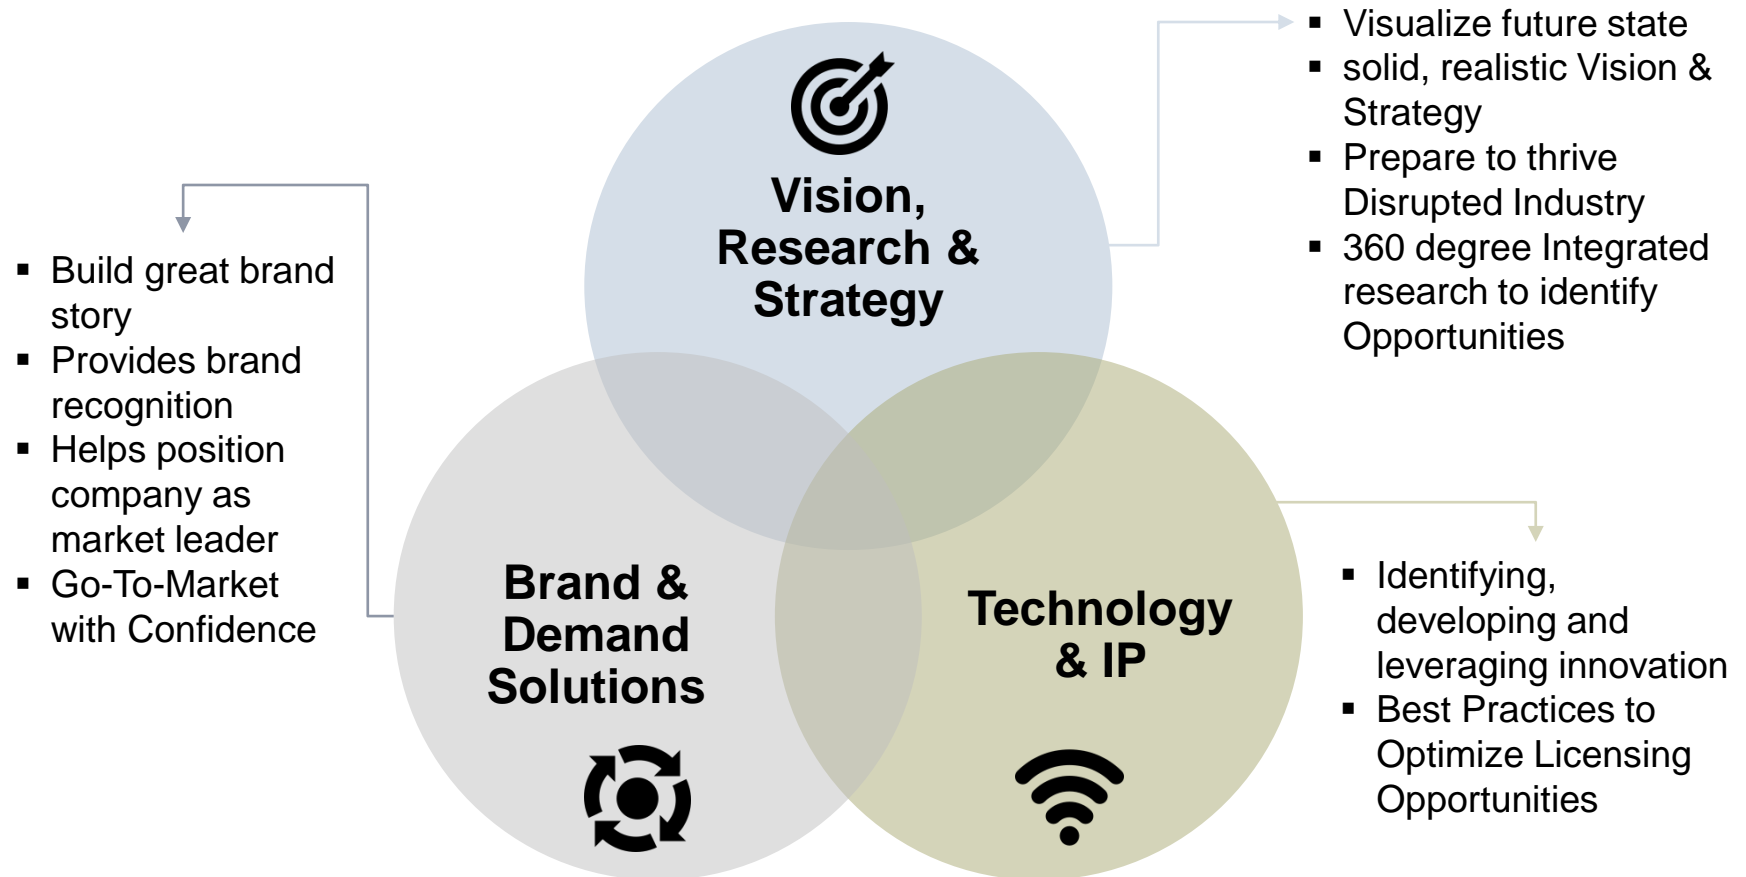 Vision,
Research &
Strategy
▪ Visualize future state
▪ solid, realistic Vision &
Strategy
▪ Prepare to thrive
Disrupted Industry
▪ 360 degree Integrated
research to identify
Opportunities
▪ Build great brand
story
▪ Provides brand
recognition
▪ Helps position
company as
market leader
▪ Go-To-Market
with Confidence
Brand &
Demand
Solutions
Technology
& IP
▪ Identifying,
developing and
leveraging innovation
▪ Best Practices to
Optimize Licensing
Opportunities